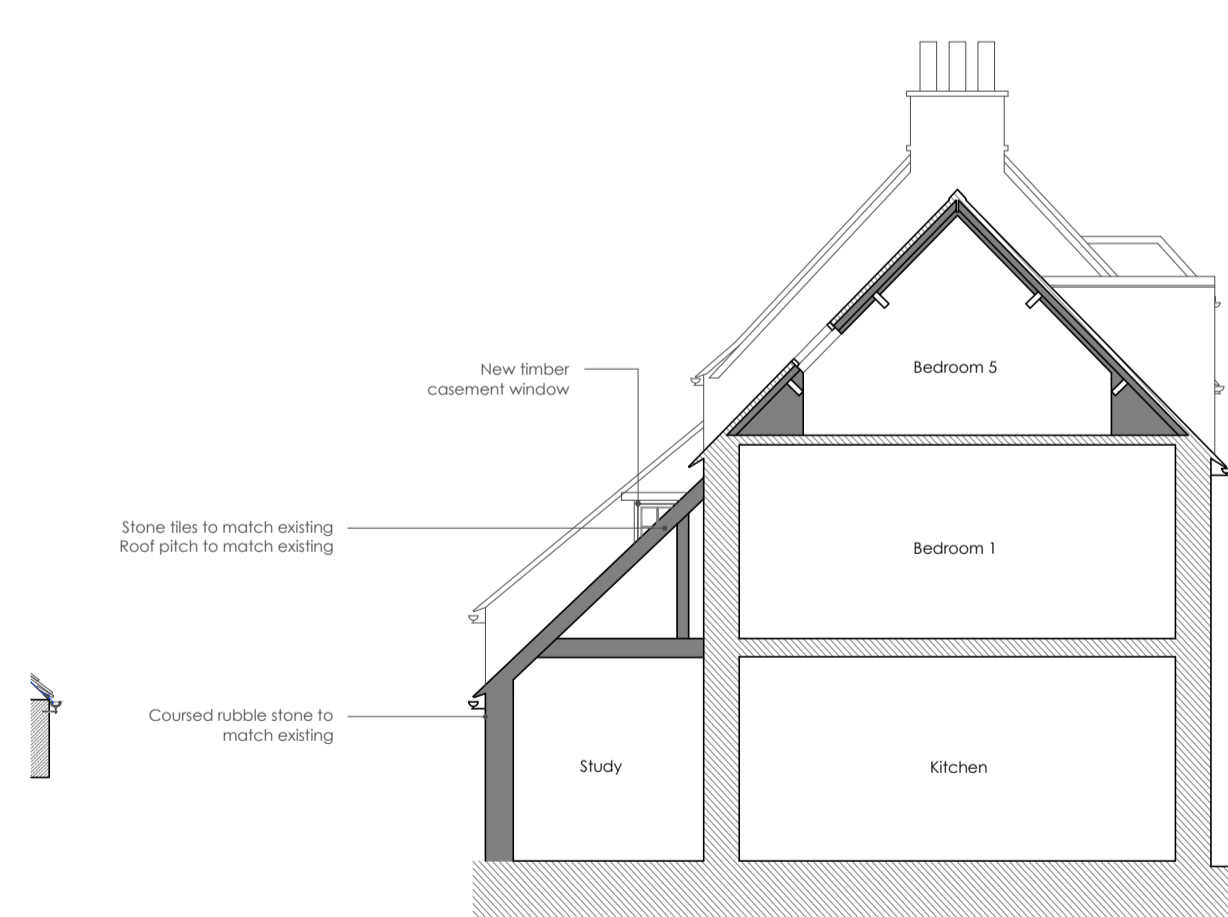 Bedroom 5
New timber
casement window
Stone tiles to match existing
Roof pitch to match existing
Bedroom 1
Coursed rubble stone to
match existing
Study
Kitchen